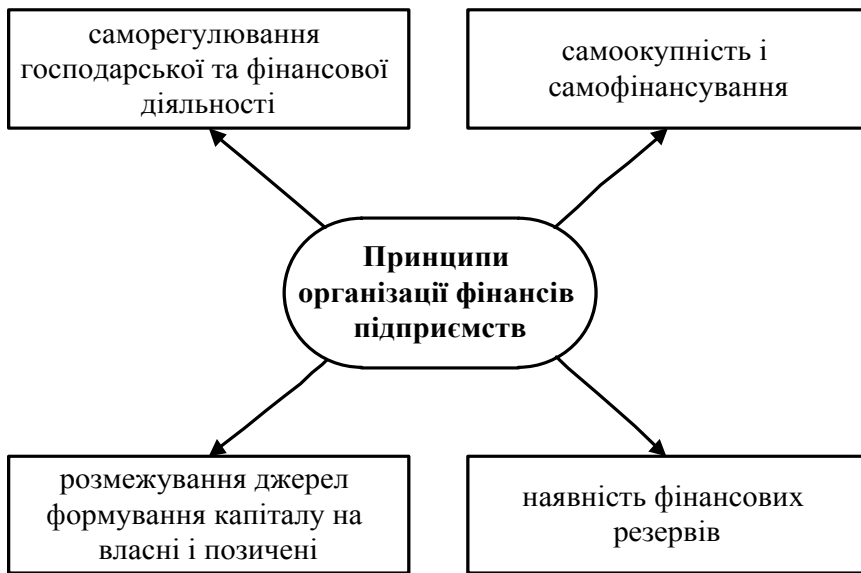 саморегулювання
господарської та фінансової
діяльності
самоокупність і
самофінансування
Принципи
організації фінансів
підприємств
розмежування джерел
формування капіталу на
власні і позичені
наявність фінансових
резервів